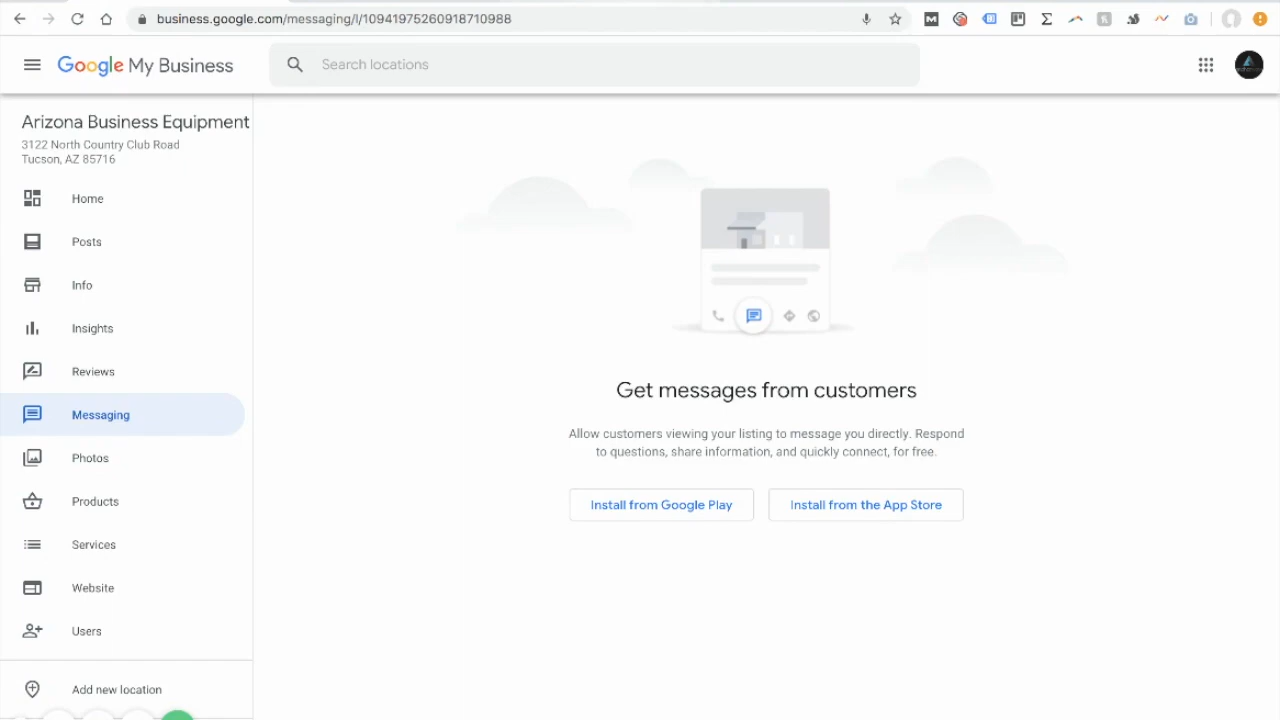 business.google.com/messaging/l/10941975260918710988
Google My Business
Search locations
Arizona Business Equipment
3122 North Country Club Road
Tucson, AZ 85716
Home
Posts
Info
Insights
Reviews
Messaging
Photos
Products
Services
Website
Users
Add new location
Get messages from customers
Allow customers viewing your listing to message you directly. Respond
to questions, share information, and quickly connect, for free.
Install from Google Play
Install from the App Store